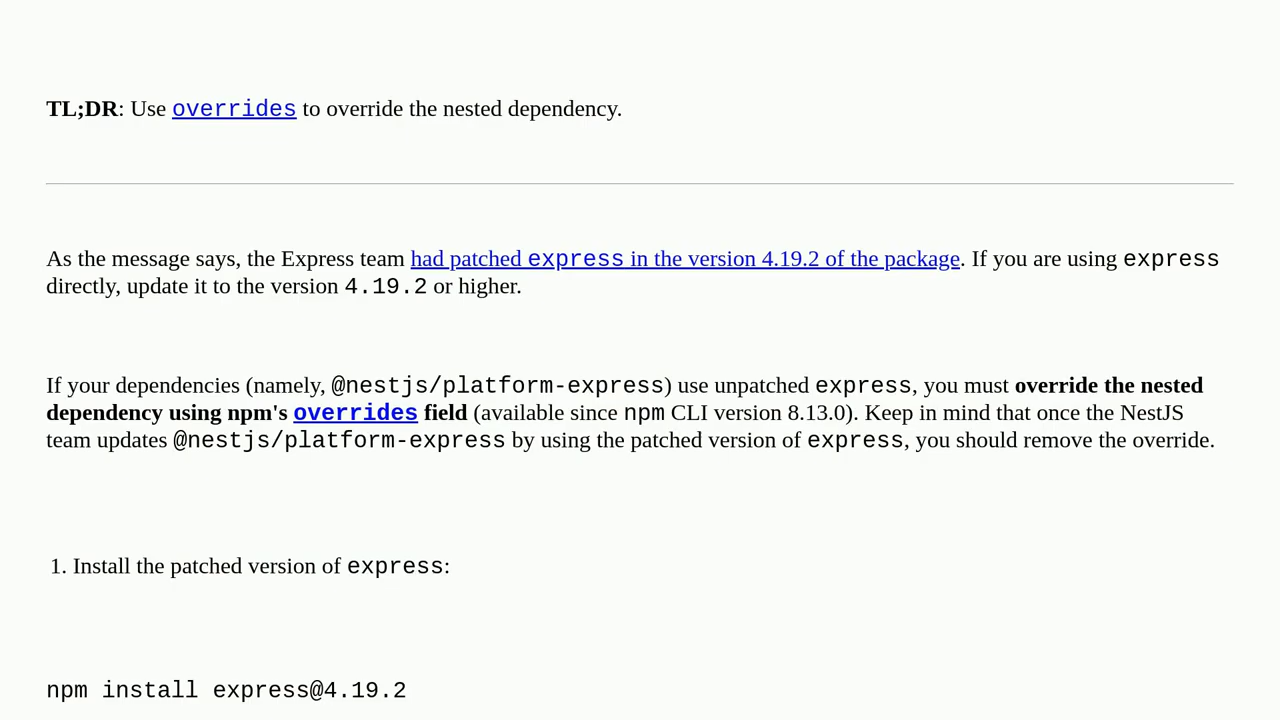 TL;DR: Use overrides to override the nested dependency.
As the message says, the Express team had patched express in the version 4.19.2 of the package. If you are using express
directly, update it to the version 4.19.2 or higher.
If your dependencies (namely, @nestjs/platform-express) use unpatched express, you must override the nested
dependency using npm's overrides field (available since npm CLI version 8.13.0). Keep in mind that once the NestJS
team updates @nestjs/platform-express by using the patched version of express, you should remove the override.
1. Install the patched version of express:
npm install express@4.19.2